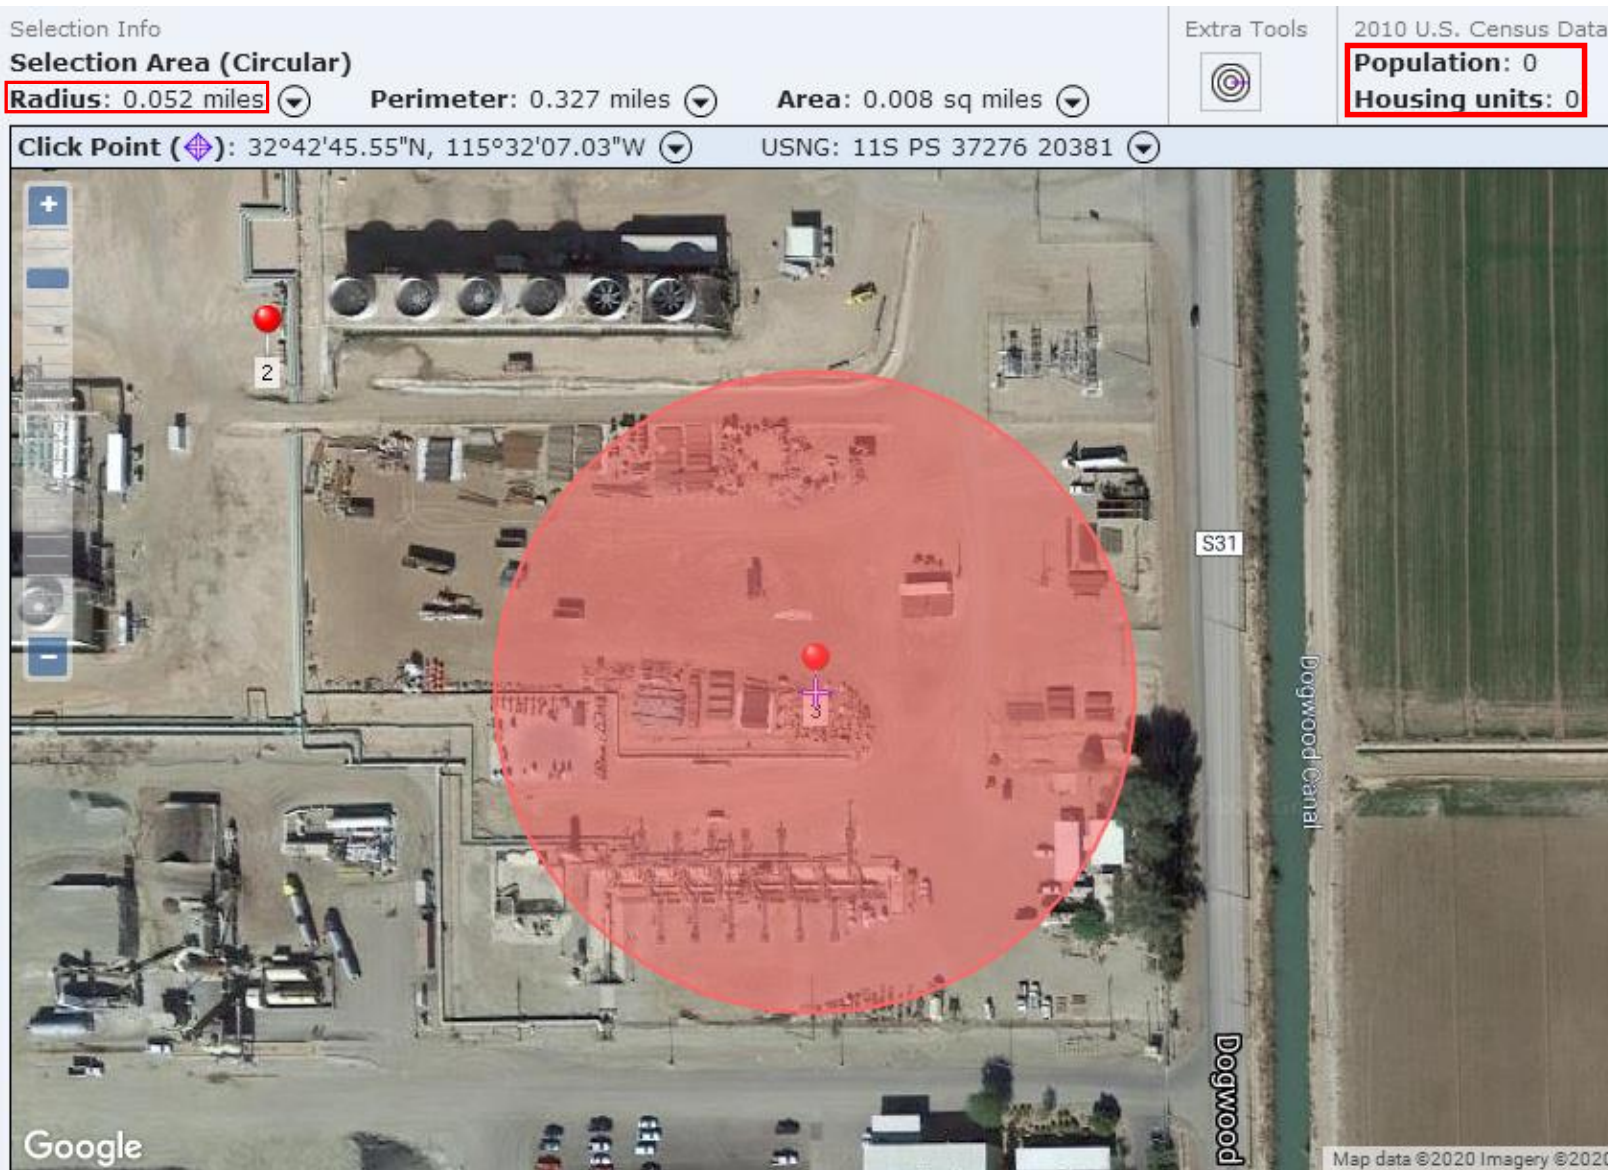 Selection Info
Selection Area (Circular)
Radius: 0.052 miles Perimeter: 0.327 miles Area: 0.008 sq miles
Extra Tools
2010 U.S. Census Data
Population: 0
Housing units: 0
Click Point ( ): 32°42'45.55"N, 115°32'07.03"W USNG: 11S PS 37276 20381
+
2
S31
3
-
Dogwood Canal
Dogwood
Google
Map data ©2020 Imagery ©2020